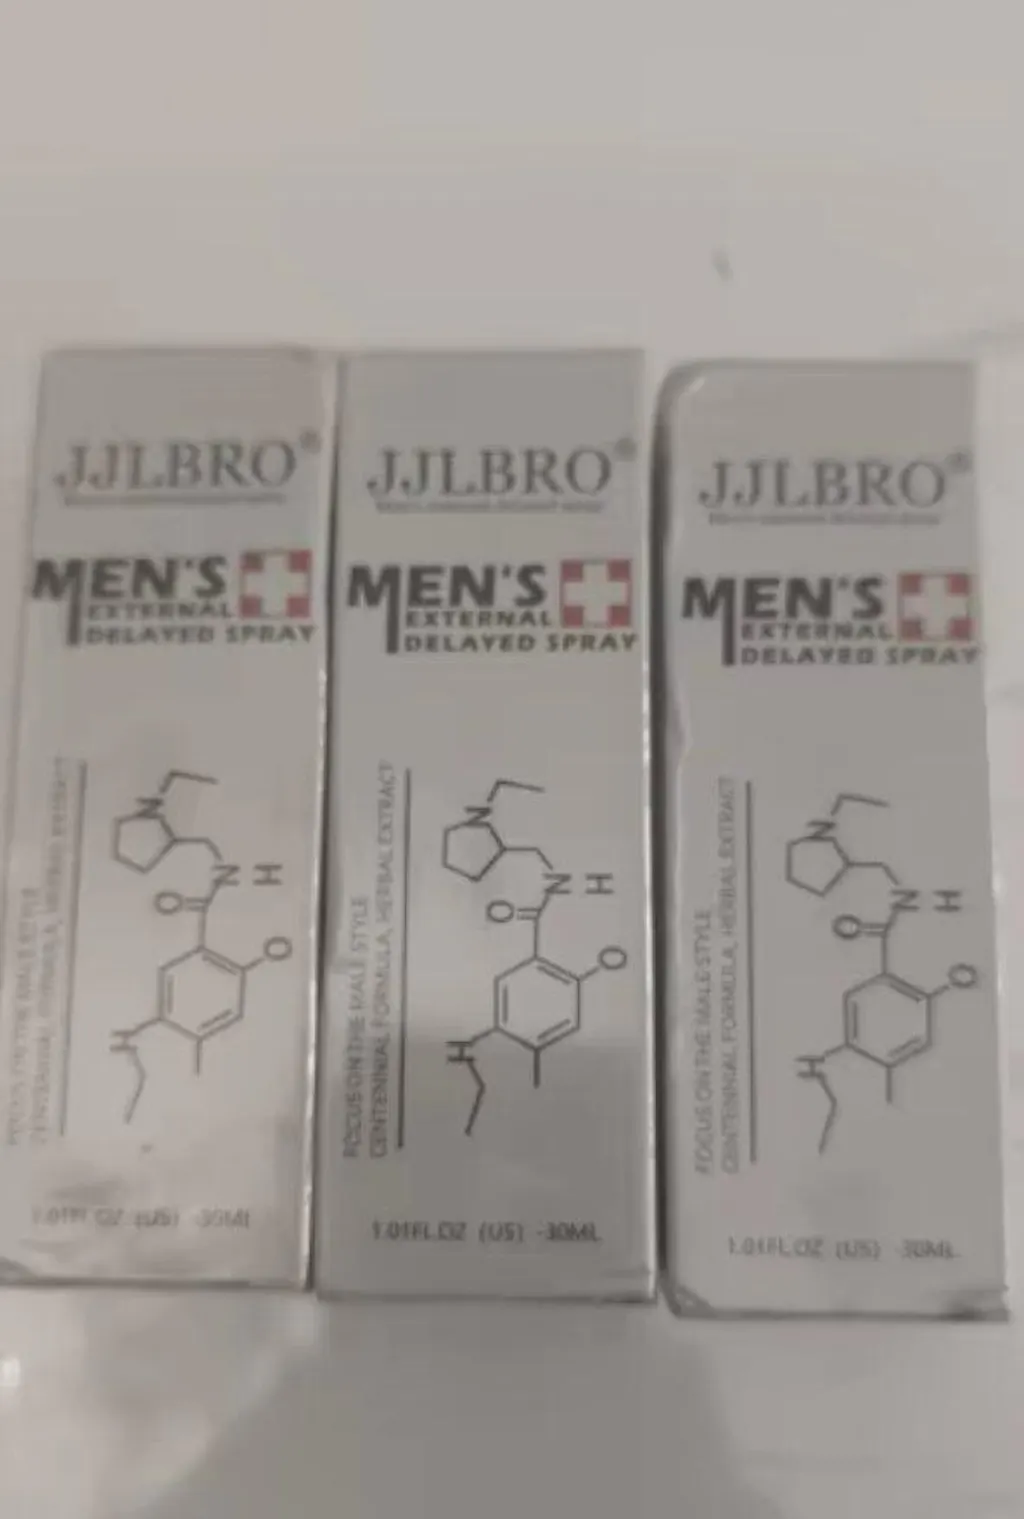 JJLBRO®
MEN'S
EXTERNAL
DELAYED SPRAY
FOCUS ON THE MALE STYLE
CENTENNIAL FORMULA, HERBAL EXTRACT
N
N
H
O
O
H
1.01FL.OZ (US) -30ML
JJLBRO®
MEN'S
EXTERNAL
DELAYED SPRAY
FOCUS ON THE MALE STYLE
CENTENNIAL FORMULA, HERBAL EXTRACT
N
N
H
O
O
H
1.01FL.OZ (US) -30ML
JJLBRO®
MEN'S
EXTERNAL
DELAYED SPRAY
FOCUS ON THE MALE STYLE
CENTENNIAL FORMULA, HERBAL EXTRACT
N
N
H
O
O
H
1.01FL.OZ (US) -30ML